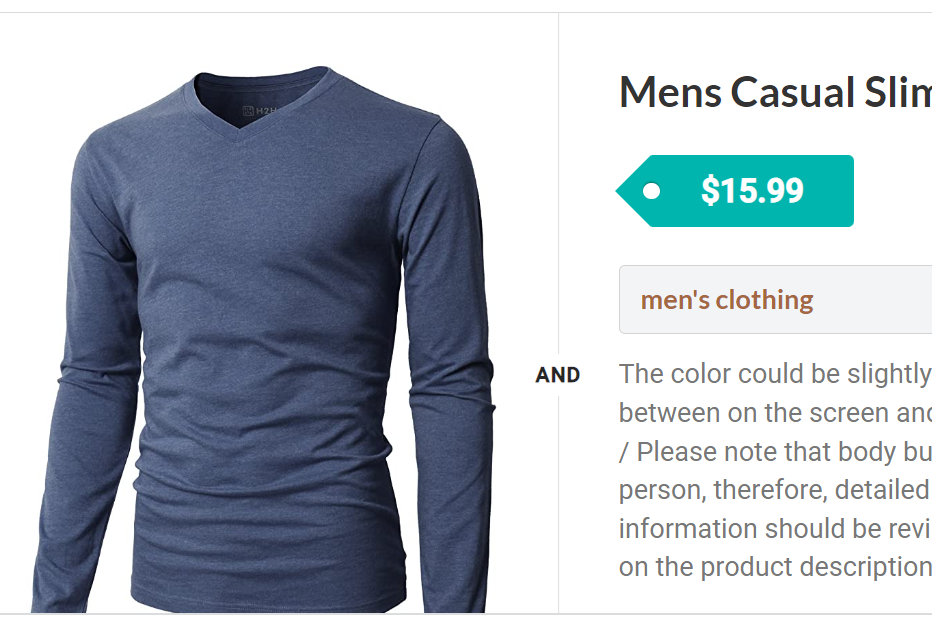 Mens Casual Slim
$15.99
men's clothing
AND
The color could be slightly
between on the screen and
/ Please note that body bu
person, therefore, detailed
information should be revi
on the product description